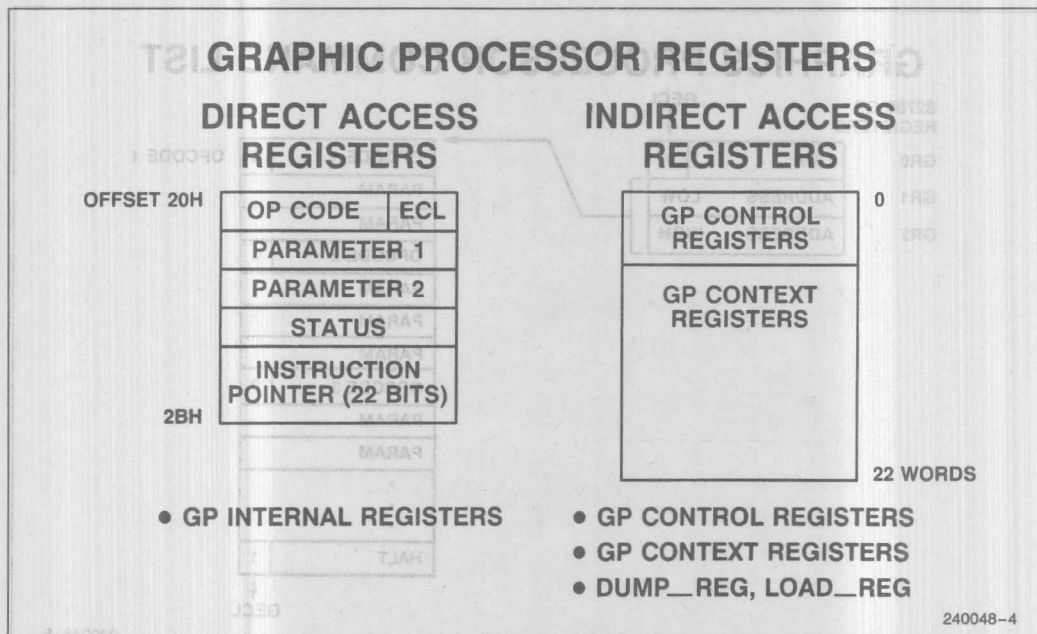 GRAPHIC PROCESSOR REGISTERS
DIRECT ACCESS
REGISTERS
OFFSET 20H
OP CODE ECL
PARAMETER 1
PARAMETER 2
STATUS
INSTRUCTION
POINTER (22 BITS)
2BH
• GP INTERNAL REGISTERS
INDIRECT ACCESS
REGISTERS
0
GP CONTROL
REGISTERS
GP CONTEXT
REGISTERS
22 WORDS
• GP CONTROL REGISTERS
• GP CONTEXT REGISTERS
• DUMP__REG, LOAD__REG
240048-4